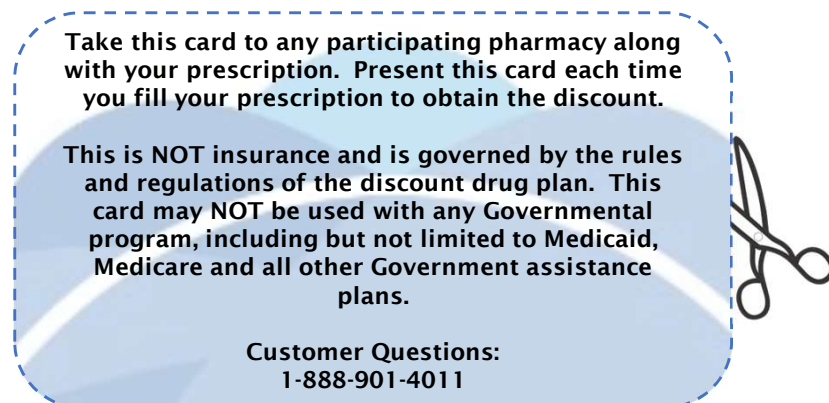 Take this card to any participating pharmacy along
with your prescription.  Present this card each time
you fill your prescription to obtain the discount.
This is NOT insurance and is governed by the rules
and regulations of the discount drug plan.  This
card may NOT be used with any Governmental
program, including but not limited to Medicaid,
Medicare and all other Government assistance
plans.
Customer Questions:
1-888-901-4011